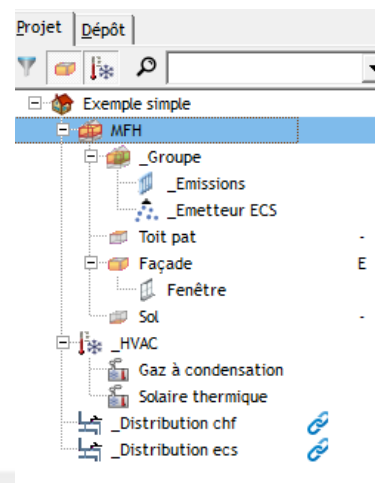 Projet Dépôt
Exemple simple
MFH
_Groupe
_Emissions
_Emetteur ECS
Toit pat -
Façade E
Fenêtre
Sol -
_HVAC
Gaz à condensation
Solaire thermique
_Distribution chf
_Distribution ecs